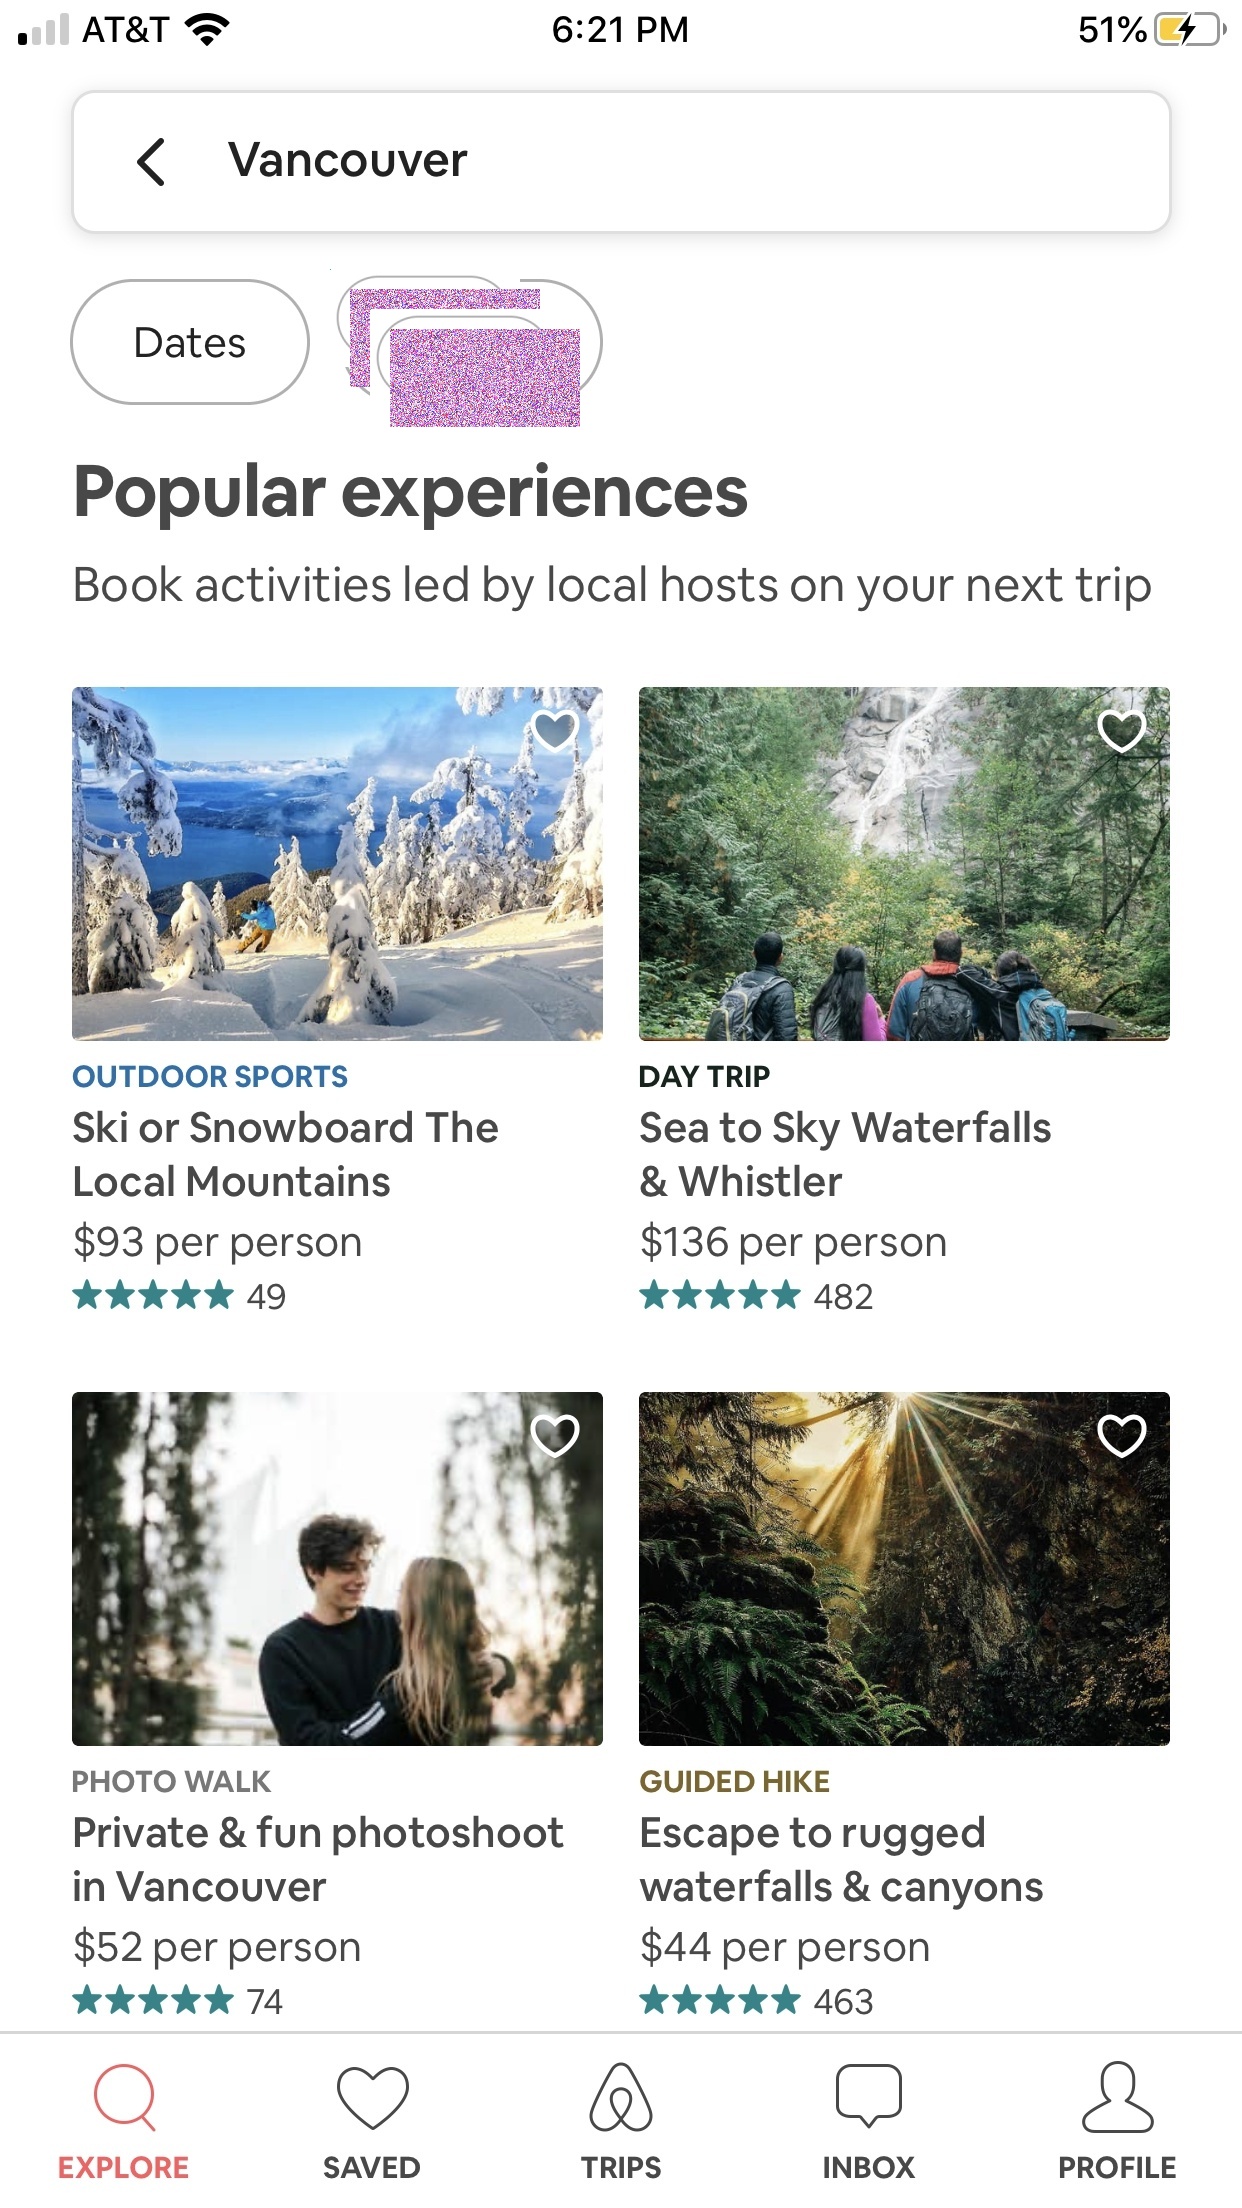 AT&T 6:21 PM 51%
Vancouver
Dates
Popular experiences
Book activities led by local hosts on your next trip
OUTDOOR SPORTS
Ski or Snowboard The
Local Mountains
$93 per person
49
DAY TRIP
Sea to Sky Waterfalls
& Whistler
$136 per person
482
PHOTO WALK
Private & fun photoshoot
in Vancouver
$52 per person
74
GUIDED HIKE
Escape to rugged
waterfalls & canyons
$44 per person
463
EXPLORE SAVED TRIPS INBOX PROFILE